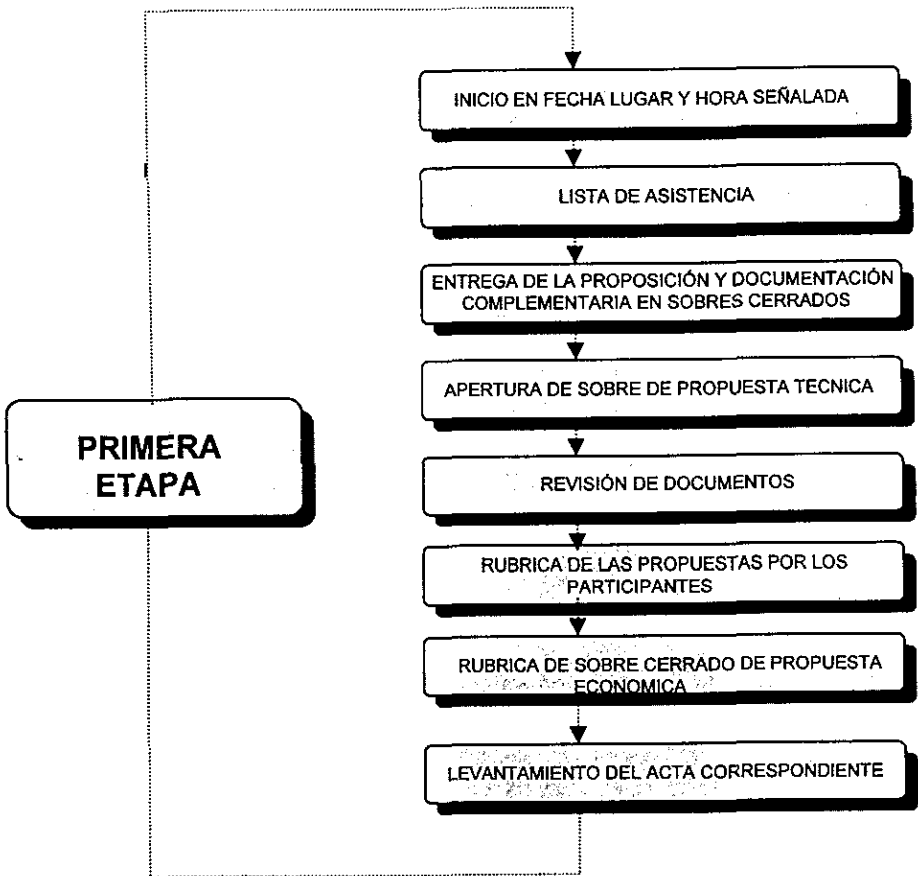 INICIO EN FECHA LUGAR Y HORA SEÑALADA
LISTA DE ASISTENCIA
ENTREGA DE LA PROPOSICIÓN Y DOCUMENTACIÓN
COMPLEMENTARIA EN SOBRES CERRADOS
APERTURA DE SOBRE DE PROPUESTA TECNICA
PRIMERA
ETAPA
REVISIÓN DE DOCUMENTOS
RUBRICA DE LAS PROPUESTAS POR LOS
PARTICIPANTES
RUBRICA DE SOBRE CERRADO DE PROPUESTA
ECONOMICA
LEVANTAMIENTO DEL ACTA CORRESPONDIENTE